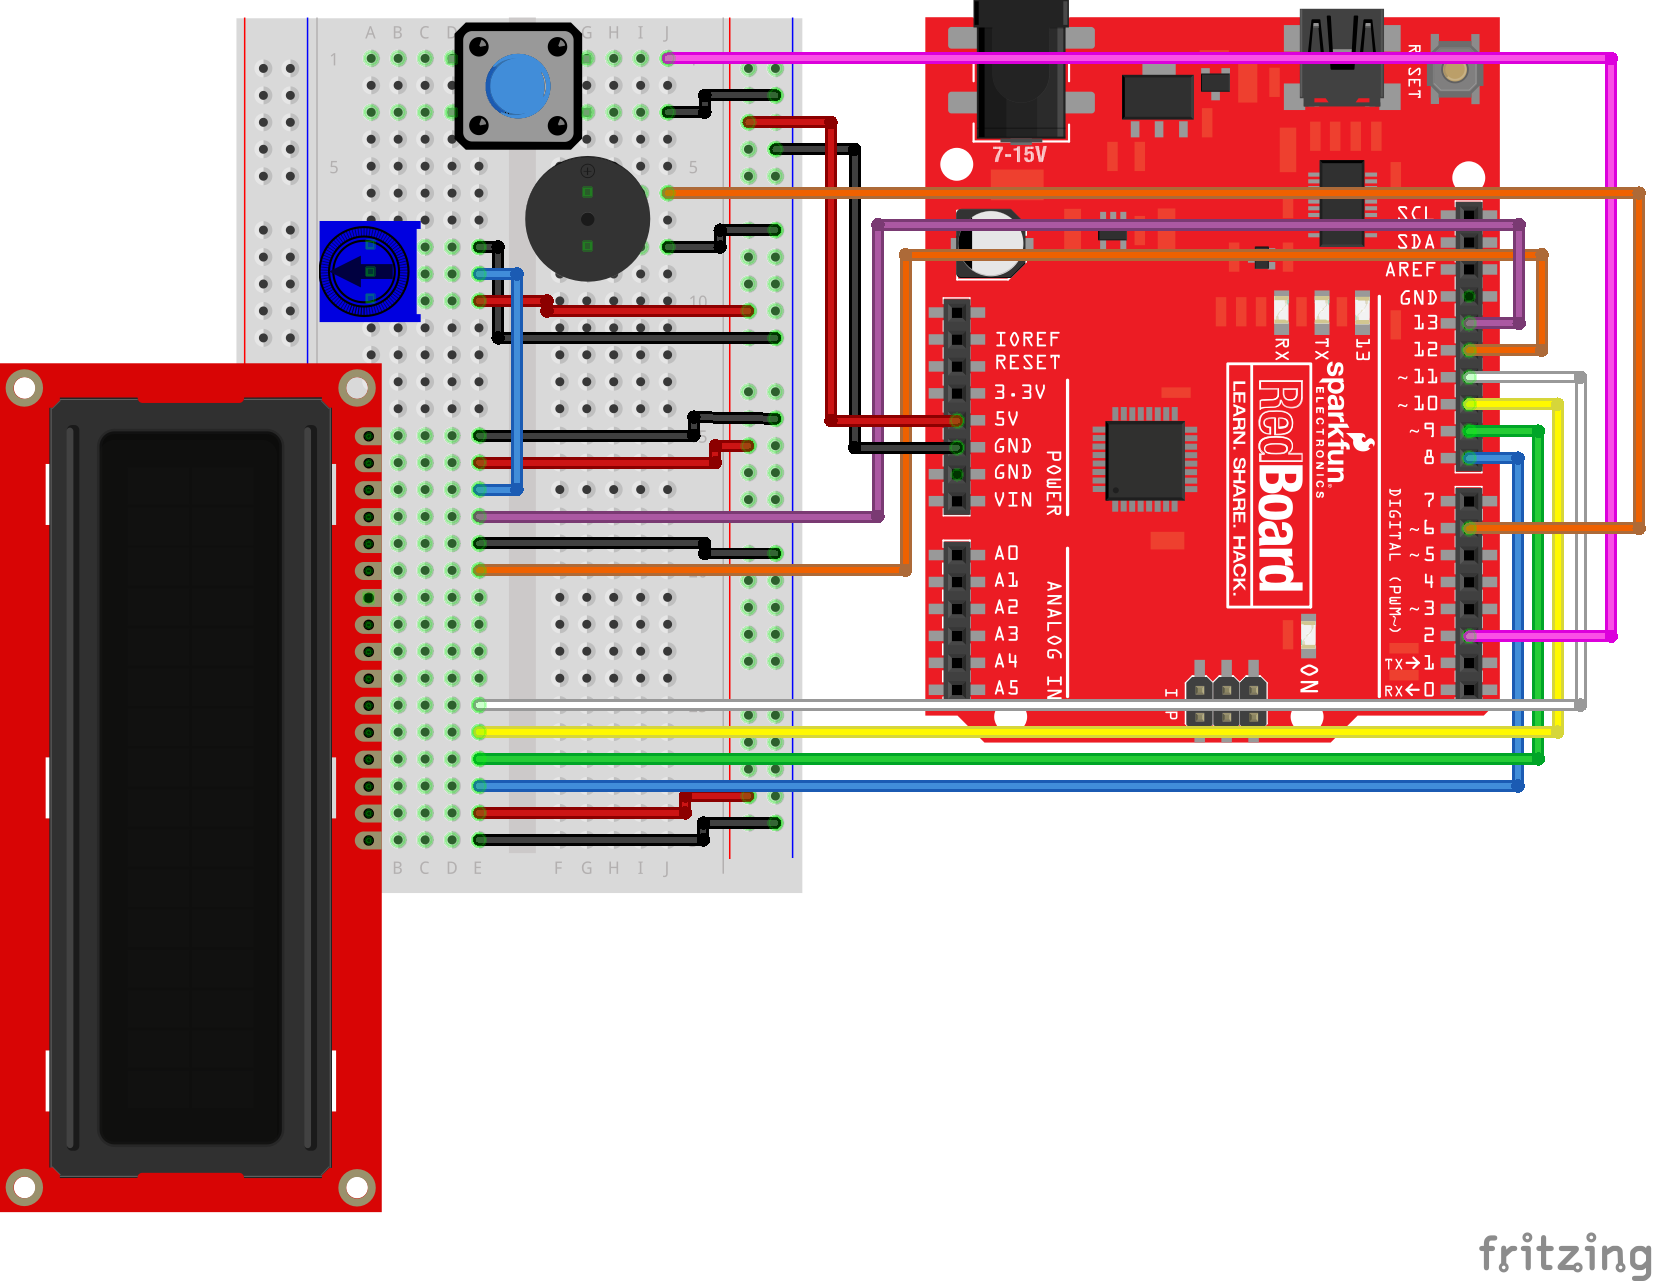 A B C D G H I J
1
5 5
10
7-15V
RESET
SCL
SDA
AREF
GND
13
12
~11
~10
~9
8
7
~6
~5
4
~3
2
TX→1
RX←0
IOREF
RESET
3.3V
5V
GND
GND
VIN
POWER
A0
A1
A2
A3
A4
A5
ANALOG IN
RX
TX
13
sparkfun
ELECTRONICS
RedBoard
LEARN. SHARE. HACK.
DIGITAL (PWM~)
ON
B C D E F G H I J
fritzing